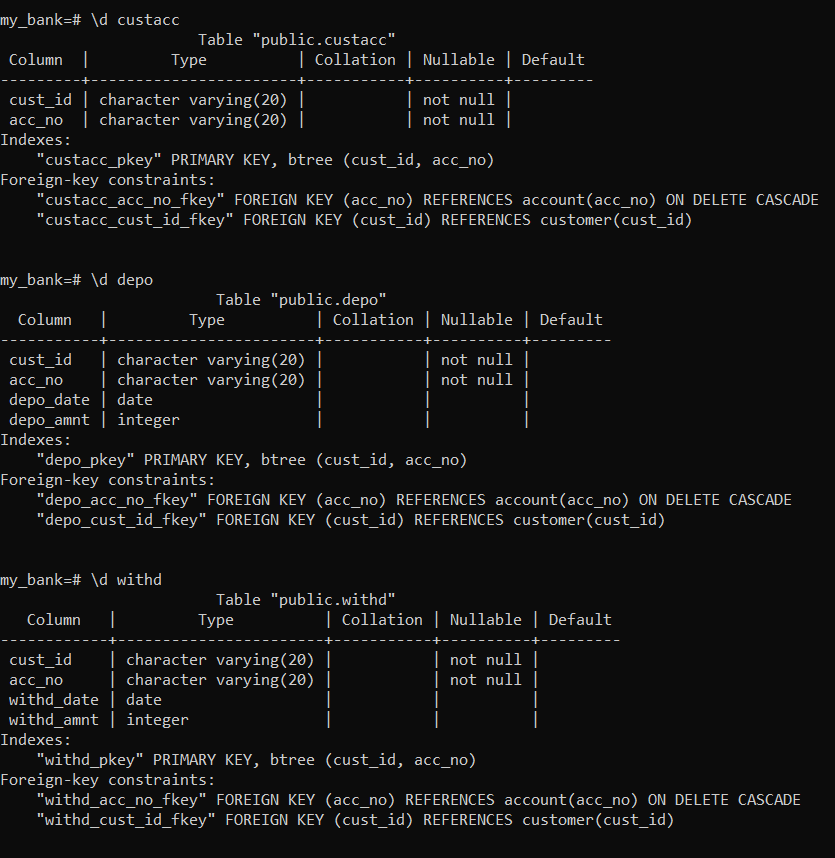 my_bank=# \d custacc
                      Table "public.custacc"
 Column  |         Type          | Collation | Nullable | Default
---------+-----------------------+-----------+----------+---------
 cust_id | character varying(20) |           | not null |
 acc_no  | character varying(20) |           | not null |
Indexes:
    "custacc_pkey" PRIMARY KEY, btree (cust_id, acc_no)
Foreign-key constraints:
    "custacc_acc_no_fkey" FOREIGN KEY (acc_no) REFERENCES account(acc_no) ON DELETE CASCADE
    "custacc_cust_id_fkey" FOREIGN KEY (cust_id) REFERENCES customer(cust_id)

my_bank=# \d depo
                        Table "public.depo"
  Column   |         Type          | Collation | Nullable | Default
-----------+-----------------------+-----------+----------+---------
 cust_id   | character varying(20) |           | not null |
 acc_no    | character varying(20) |           | not null |
 depo_date | date                  |           |          |
 depo_amnt | integer               |           |          |
Indexes:
    "depo_pkey" PRIMARY KEY, btree (cust_id, acc_no)
Foreign-key constraints:
    "depo_acc_no_fkey" FOREIGN KEY (acc_no) REFERENCES account(acc_no) ON DELETE CASCADE
    "depo_cust_id_fkey" FOREIGN KEY (cust_id) REFERENCES customer(cust_id)

my_bank=# \d withd
                        Table "public.withd"
   Column   |         Type          | Collation | Nullable | Default
------------+-----------------------+-----------+----------+---------
 cust_id    | character varying(20) |           | not null |
 acc_no     | character varying(20) |           | not null |
 withd_date | date                  |           |          |
 withd_amnt | integer               |           |          |
Indexes:
    "withd_pkey" PRIMARY KEY, btree (cust_id, acc_no)
Foreign-key constraints:
    "withd_acc_no_fkey" FOREIGN KEY (acc_no) REFERENCES account(acc_no) ON DELETE CASCADE
    "withd_cust_id_fkey" FOREIGN KEY (cust_id) REFERENCES customer(cust_id)